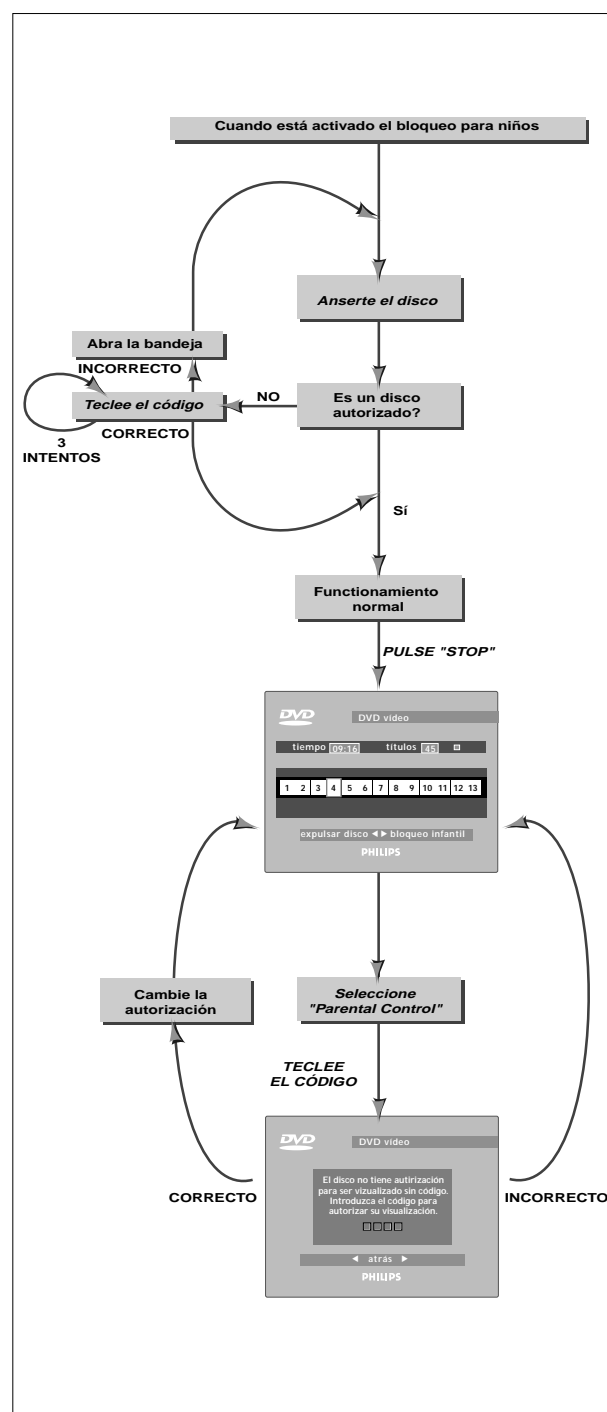 Cuando está activado el bloqueo para niños
Anserte el disco
Abra la bandeja
INCORRECTO
Teclee el código
NO
Es un disco
autorizado?
CORRECTO
3
INTENTOS
Sí
Functionamiento
normal
PULSE "STOP"
DVD
DVD vídeo
tiempo 09:16 títulos 45
1 2 3 4 5 6 7 8 9 10 11 12 13
expulsar disco ◀ ▶ bloqueo infantil
PHILIPS
Cambie la
autorización
Seleccione
"Parental Control"
TECLEE
EL CÓDIGO
DVD
DVD vídeo
El disco no tiene autirización
para ser vizualizado sin código.
Introduzca el código para
autorizar su visualización.
CORRECTO
INCORRECTO
◀ atrás ▶
PHILIPS